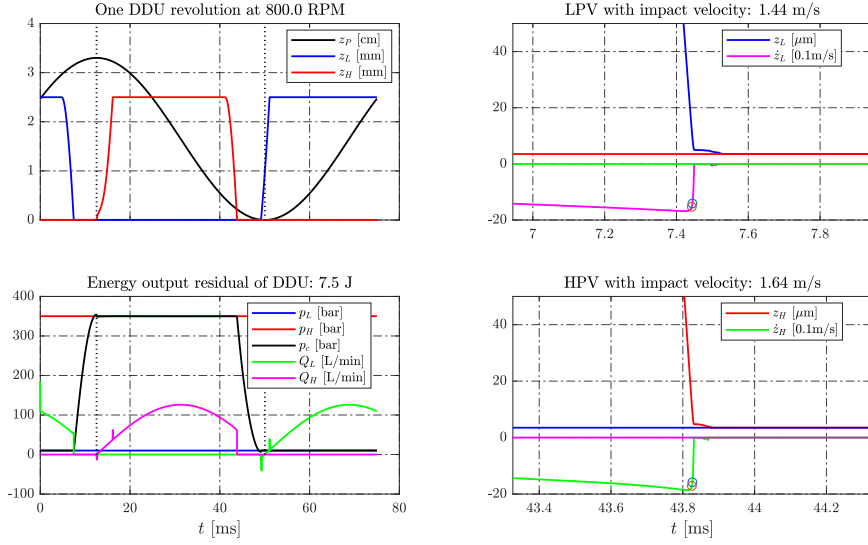 One DDU revolution at 800.0 RPM
4
3
2
1
0
0
20
40
60
80
z_P [cm]
z_L [mm]
z_H [mm]
LPV with impact velocity: 1.44 m/s
40
20
0
-20
7
7.2
7.4
7.6
7.8
z_L [μm]
ż_L [0.1m/s]
Energy output residual of DDU: 7.5 J
400
300
200
100
0
-100
0
20
40
60
80
t [ms]
p_L [bar]
p_H [bar]
p_c [bar]
Q_L [L/min]
Q_H [L/min]
HPV with impact velocity: 1.64 m/s
40
20
0
-20
43.4
43.6
43.8
44
44.2
t [ms]
z_H [μm]
ż_H [0.1m/s]